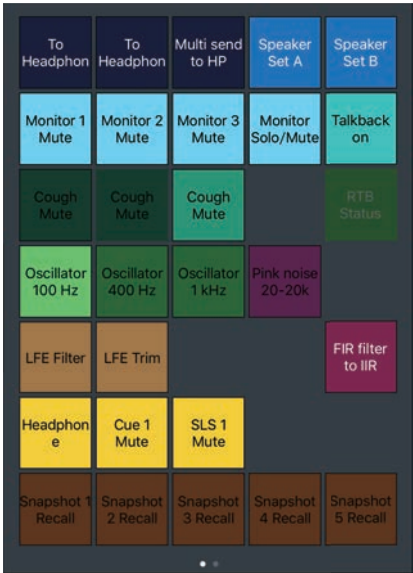 To
Headphon
To
Headphon
Multi send
to HP
Speaker
Set A
Speaker
Set B
Monitor 1
Mute
Monitor 2
Mute
Monitor 3
Mute
Monitor
Solo/Mute
Talkback
on
Cough
Mute
Cough
Mute
Cough
Mute
RTB
Status
Oscillator
100 Hz
Oscillator
400 Hz
Oscillator
1 kHz
Pink noise
20-20k
LFE Filter
LFE Trim
FIR filter
to IIR
Headphon
e
Cue 1
Mute
SLS 1
Mute
Snapshot 1
Recall
Snapshot
2 Recall
Snapshot
3 Recall
Snapshot
4 Recall
Snapshot
5 Recall